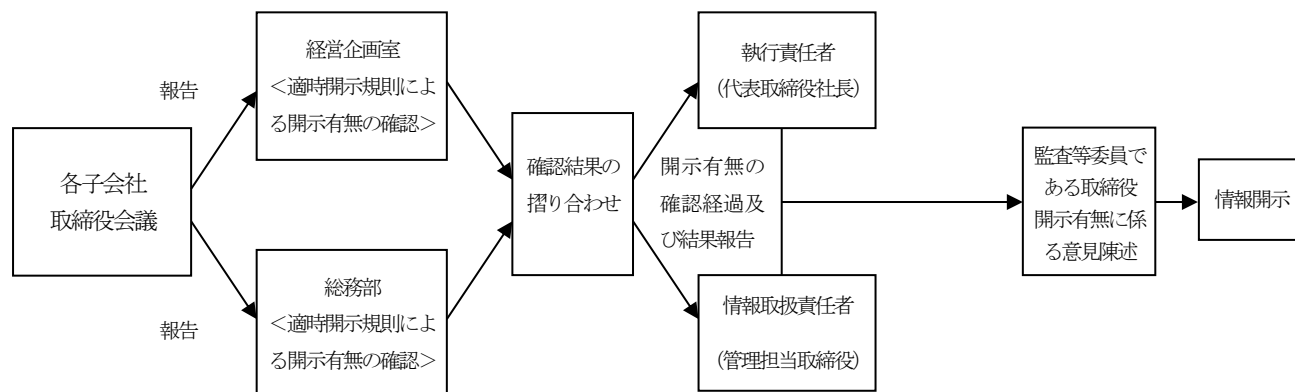 報告
各子会社
取締役会議
報告
経営企画室
＜適時開示規則によ
る開示有無の確認＞
総務部
＜適時開示規則によ
る開示有無の確認＞
確認結果の
摺り合わせ
開示有無の
確認経過及
び結果報告
執行責任者
（代表取締役社長）
情報取扱責任者
（管理担当取締役）
監査等委員で
ある取締役
開示有無に係
る意見陳述
情報開示